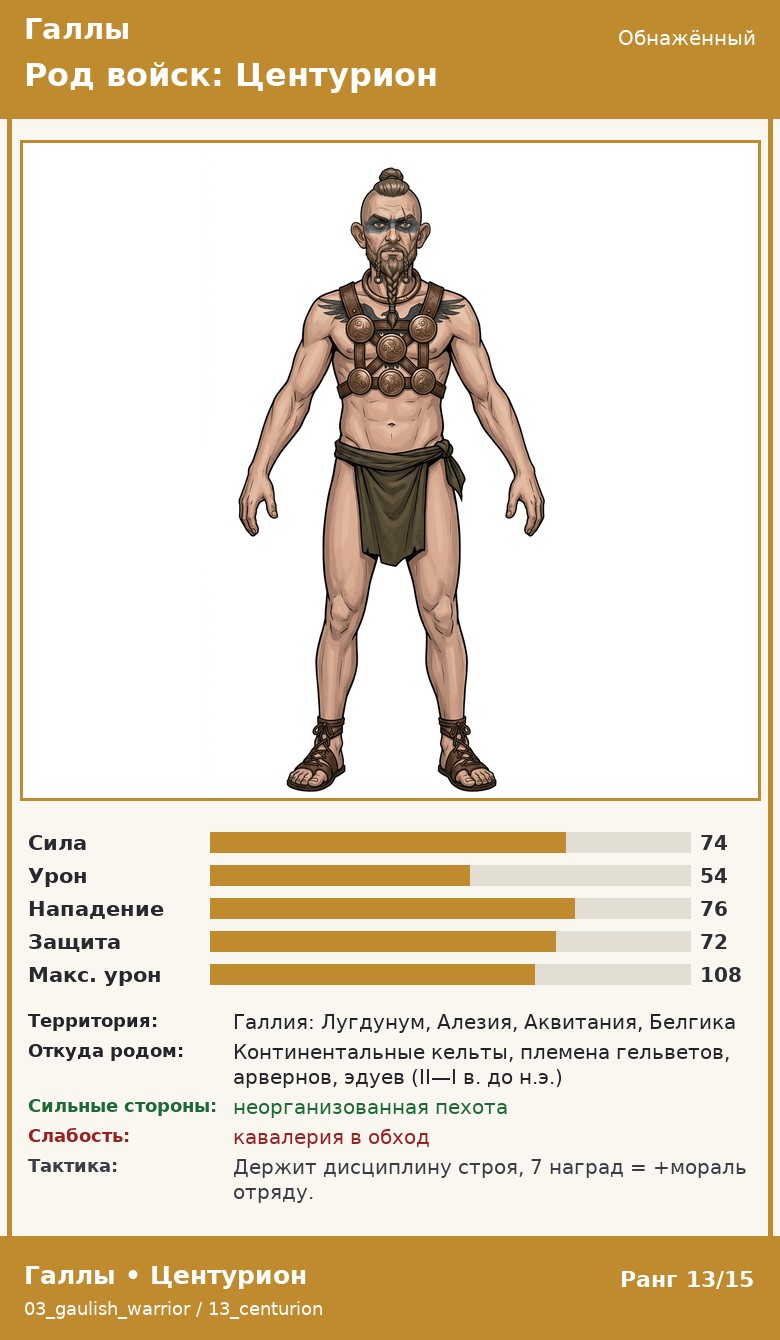 Галлы
Обнажённый
Род войск: Центурион
Сила 74
Урон 54
Нападение 76
Защита 72
Макс. урон 108
Территория: Галлия: Лугдунум, Алезия, Аквитания, Белгика
Откуда родом: Континентальные кельты, племена гельветов,
арвернов, эдуев (II—I в. до н.э.)
Сильные стороны: неорганизованная пехота
Слабость: кавалерия в обход
Тактика: Держит дисциплину строя, 7 наград = +мораль
отряду.
Галлы • Центурион
Ранг 13/15
03_gaulish_warrior / 13_centurion